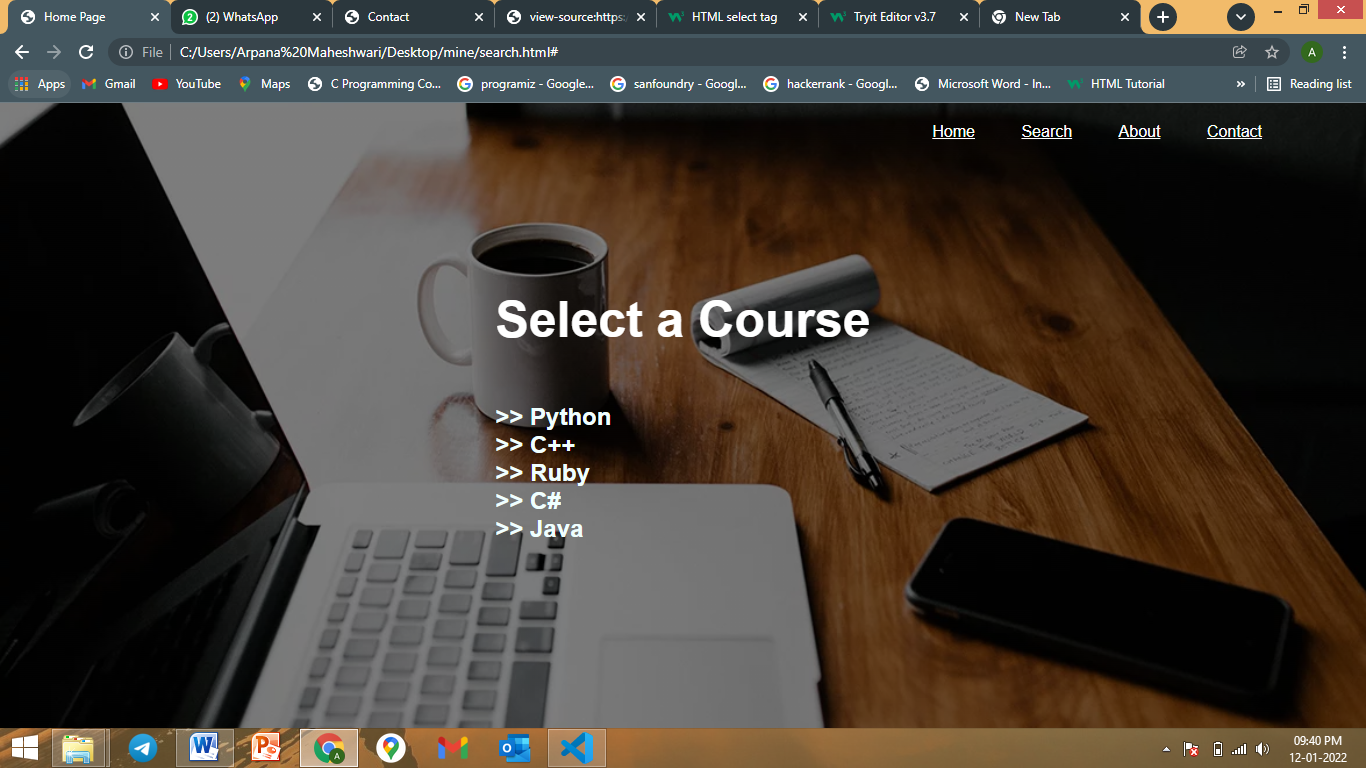 Home Page
(2) WhatsApp
Contact
view-source:https:
HTML select tag
Tryit Editor v3.7
New Tab
File
C:/Users/Arpana%20Maheshwari/Desktop/mine/search.html#
A
Apps
Gmail
YouTube
Maps
C Programming Co...
programiz - Google...
sanfoundry - Googl...
hackerrank - Googl...
Microsoft Word - In...
HTML Tutorial
»
Reading list
Home
Search
About
Contact
Select a Course
>> Python
>> C++
>> Ruby
>> C#
>> Java
09:40 PM
12-01-2022